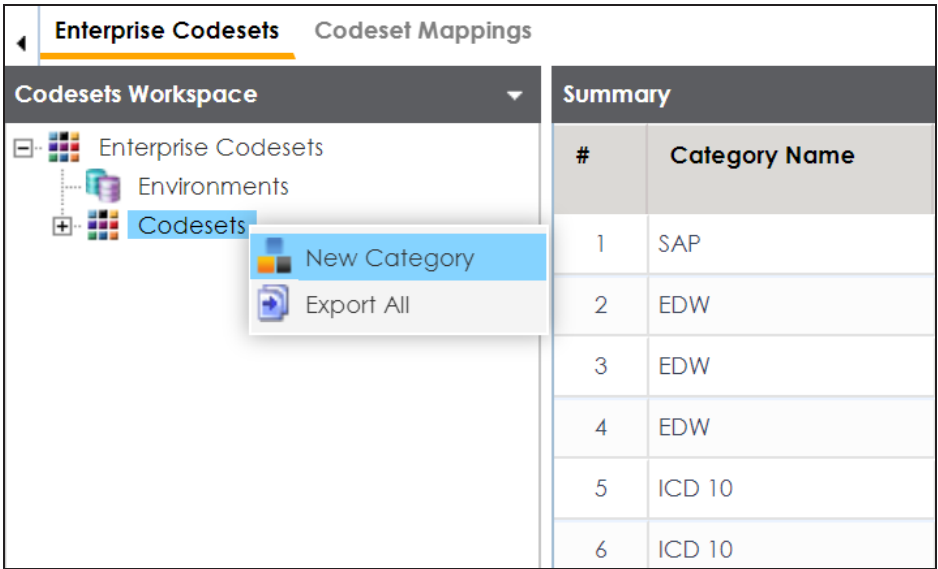 Enterprise Codesets Codeset Mappings
Codesets Workspace
Enterprise Codesets
Environments
Codesets
New Category
Export All
Summary
# Category Name
1 SAP
2 EDW
3 EDW
4 EDW
5 ICD 10
6 ICD 10